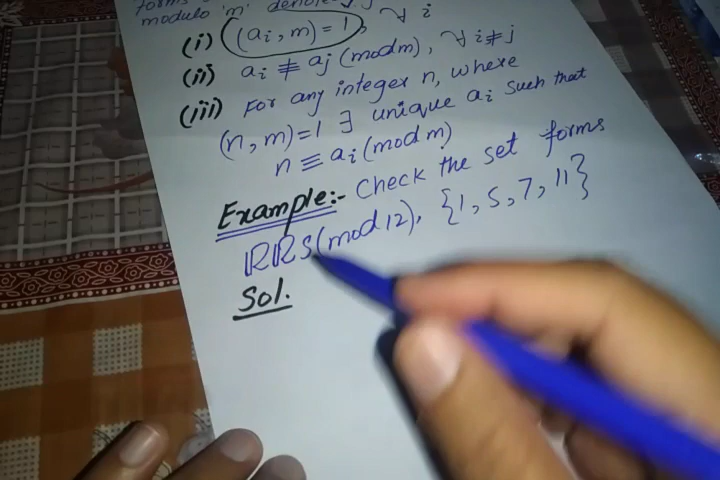 modulo 'm'
(i) (ai, m) = 1, ∀ i
(ii) ai ≢ aj (mod m), ∀ i≠j
(iii) For any integer n, where
(n, m)=1 ∃ unique ai such that
n ≡ ai (mod m)
Example:- Check the set forms
RRS (mod 12), {1, 5, 7, 11}
Sol.